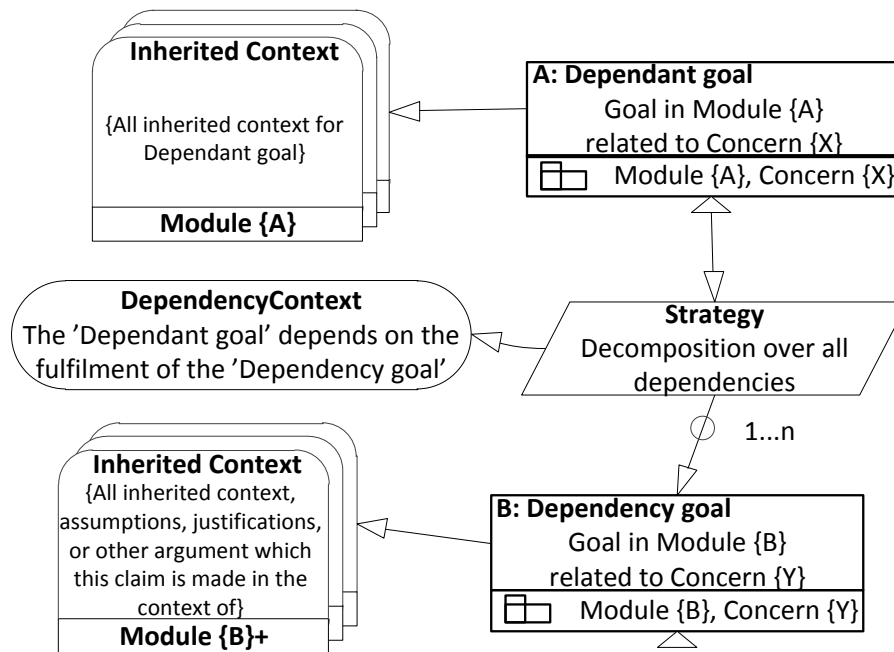 Inherited Context
{All inherited context for
Dependant goal}
Module {A}
A: Dependant goal
Goal in Module {A}
related to Concern {X}
Module {A}, Concern {X}
DependencyContext
The ’Dependant goal’ depends on the
fulfilment of the ’Dependency goal’
Strategy
Decomposition over all
dependencies
1...n
Inherited Context
{All inherited context,
assumptions, justifications,
or other argument which
this claim is made in the
context of}
Module {B}+
B: Dependency goal
Goal in Module {B}
related to Concern {Y}
Module {B}, Concern {Y}